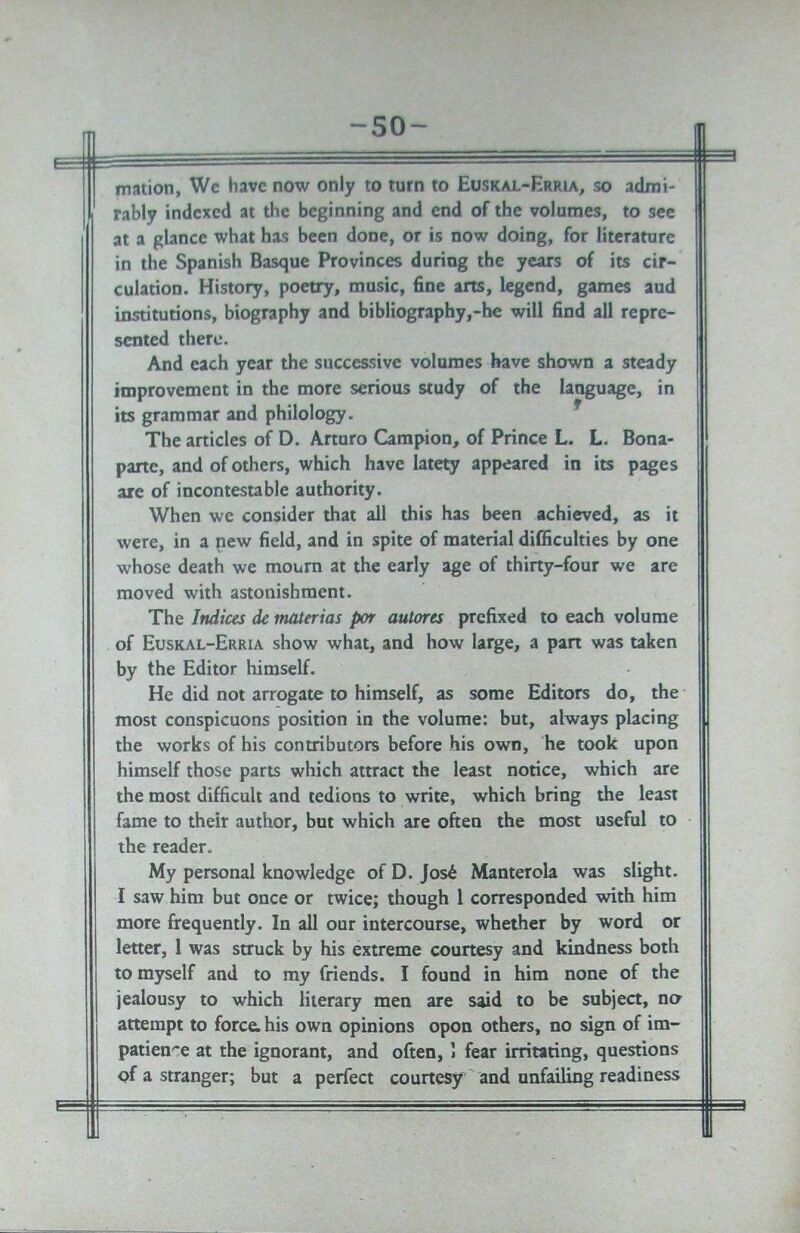 -50-
mation, We have now only to turn to EUSKAL-ERRIA, so admi-
rably indexed at the beginning and end of the volumes, to see
at a glance what has been done, or is now doing, for literature
in the Spanish Basque Provinces during the years of its cir-
culation. History, poetry, music, fine arts, legend, games aud
institutions, biography and bibliography,-he will find all repre-
sented there.
And each year the successive volumes have shown a steady
improvement in the more serious study of the language, in
its grammar and philology.
The articles of D. Arturo Campion, of Prince L. L. Bona-
parte, and of others, which have latety appeared in its pages
are of incontestable authority.
When we consider that all this has been achieved, as it
were, in a new field, and in spite of material difficulties by one
whose death we mourn at the early age of thirty-four we are
moved with astonishment.
The Indices de materias por autores prefixed to each volume
of EUSKAL-ERRIA show what, and how large, a part was taken
by the Editor himself.
He did not arrogate to himself, as some Editors do, the
most conspicuons position in the volume: but, always placing
the works of his contributors before his own, he took upon
himself those parts which attract the least notice, which are
the most difficult and tedions to write, which bring the least
fame to their author, but which are often the most useful to
the reader.
My personal knowledge of D. José Manterola was slight.
I saw him but once or twice; though l corresponded with him
more frequently. In all our intercourse, whether by word or
letter, l was struck by his extreme courtesy and kindness both
to myself and to my friends. I found in him none of the
jealousy to which literary men are said to be subject, no
attempt to force his own opinions opon others, no sign of im-
patience at the ignorant, and often, I fear irritating, questions
of a stranger; but a perfect courtesy and unfailing readiness